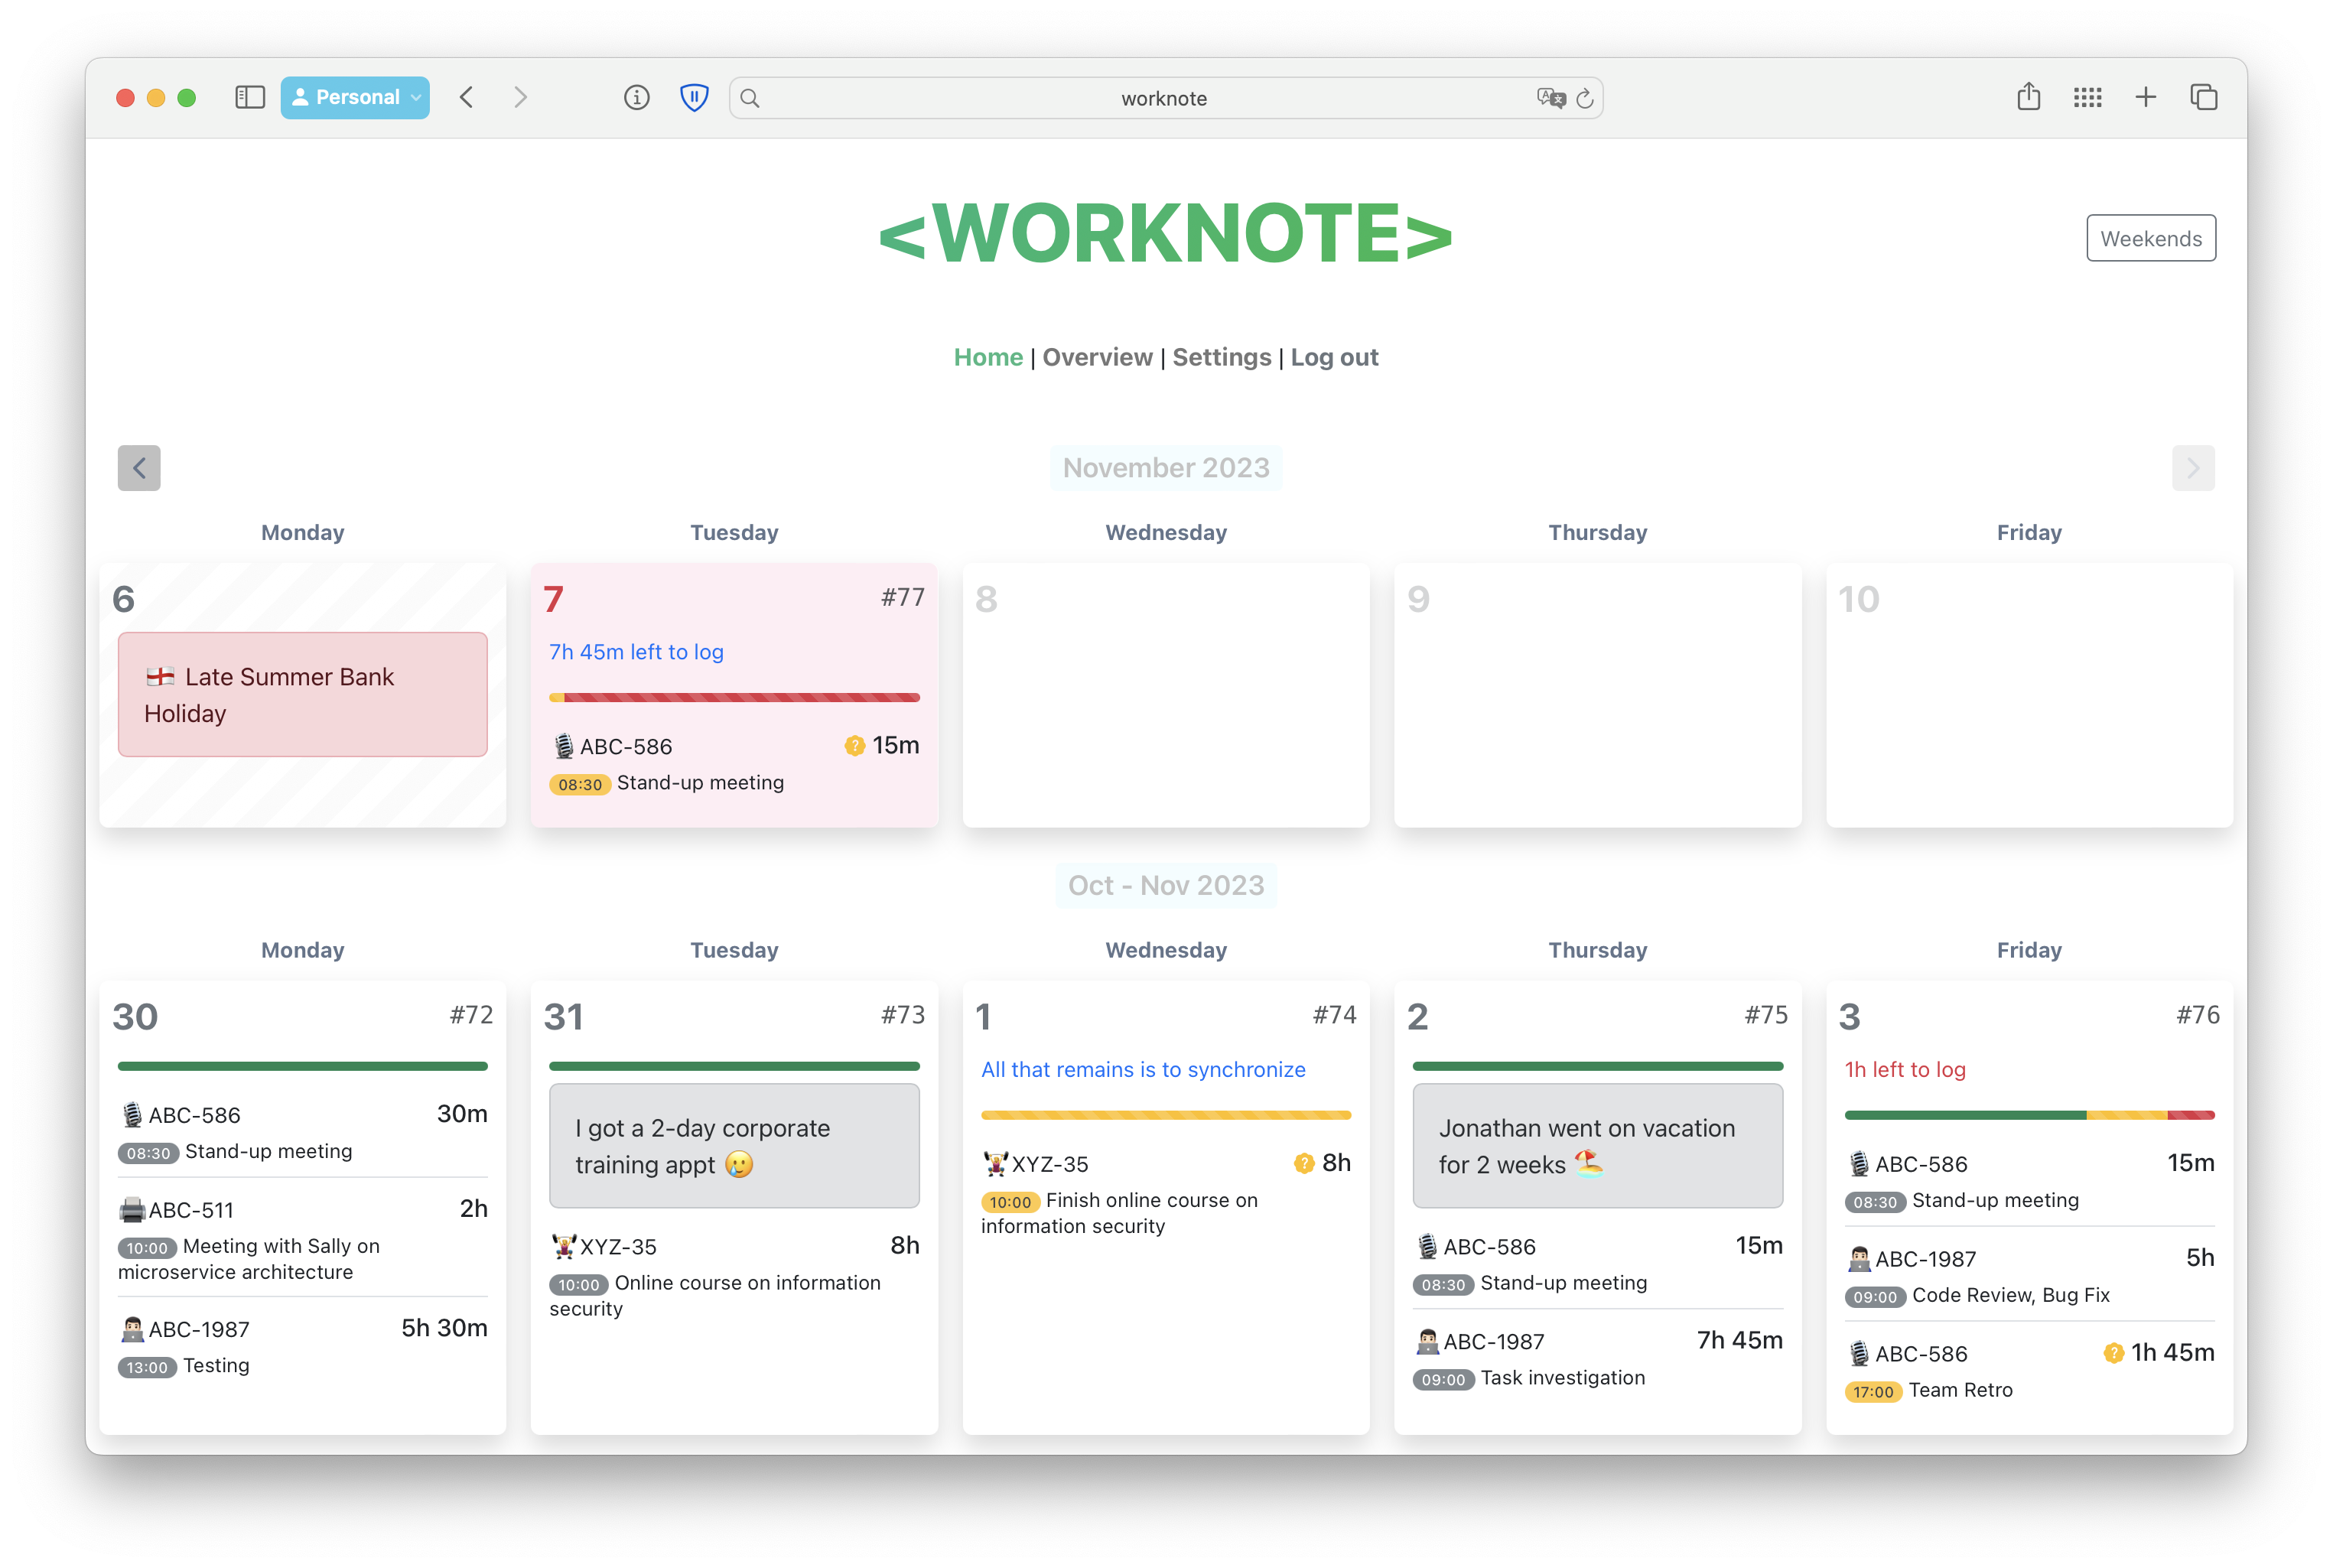 Personal
worknote
<WORKNOTE>
Weekends
Home | Overview | Settings | Log out
November 2023
Monday Tuesday Wednesday Thursday Friday
6
Late Summer Bank
Holiday
7 #77
7h 45m left to log
ABC-586 15m
08:30 Stand-up meeting
8
9
10
Oct - Nov 2023
Monday Tuesday Wednesday Thursday Friday
30 #72
ABC-586 30m
08:30 Stand-up meeting
ABC-511 2h
10:00 Meeting with Sally on
microservice architecture
ABC-1987 5h 30m
13:00 Testing
31 #73
I got a 2-day corporate
training appt 🥲
XYZ-35 8h
10:00 Online course on information
security
1 #74
All that remains is to synchronize
XYZ-35 8h
10:00 Finish online course on
information security
2 #75
Jonathan went on vacation
for 2 weeks 🏖️
ABC-586 15m
08:30 Stand-up meeting
ABC-1987 7h 45m
09:00 Task investigation
3 #76
1h left to log
ABC-586 15m
08:30 Stand-up meeting
ABC-1987 5h
09:00 Code Review, Bug Fix
ABC-586 1h 45m
17:00 Team Retro